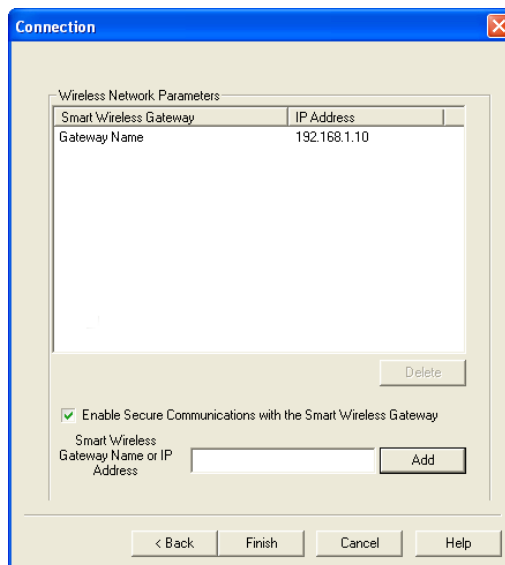 Connection
Wireless Network Parameters
Smart Wireless Gateway IP Address
Gateway Name 192.168.1.10
Delete
Enable Secure Communications with the Smart Wireless Gateway
Smart Wireless
Gateway Name or IP
Address
Add
< Back Finish Cancel Help